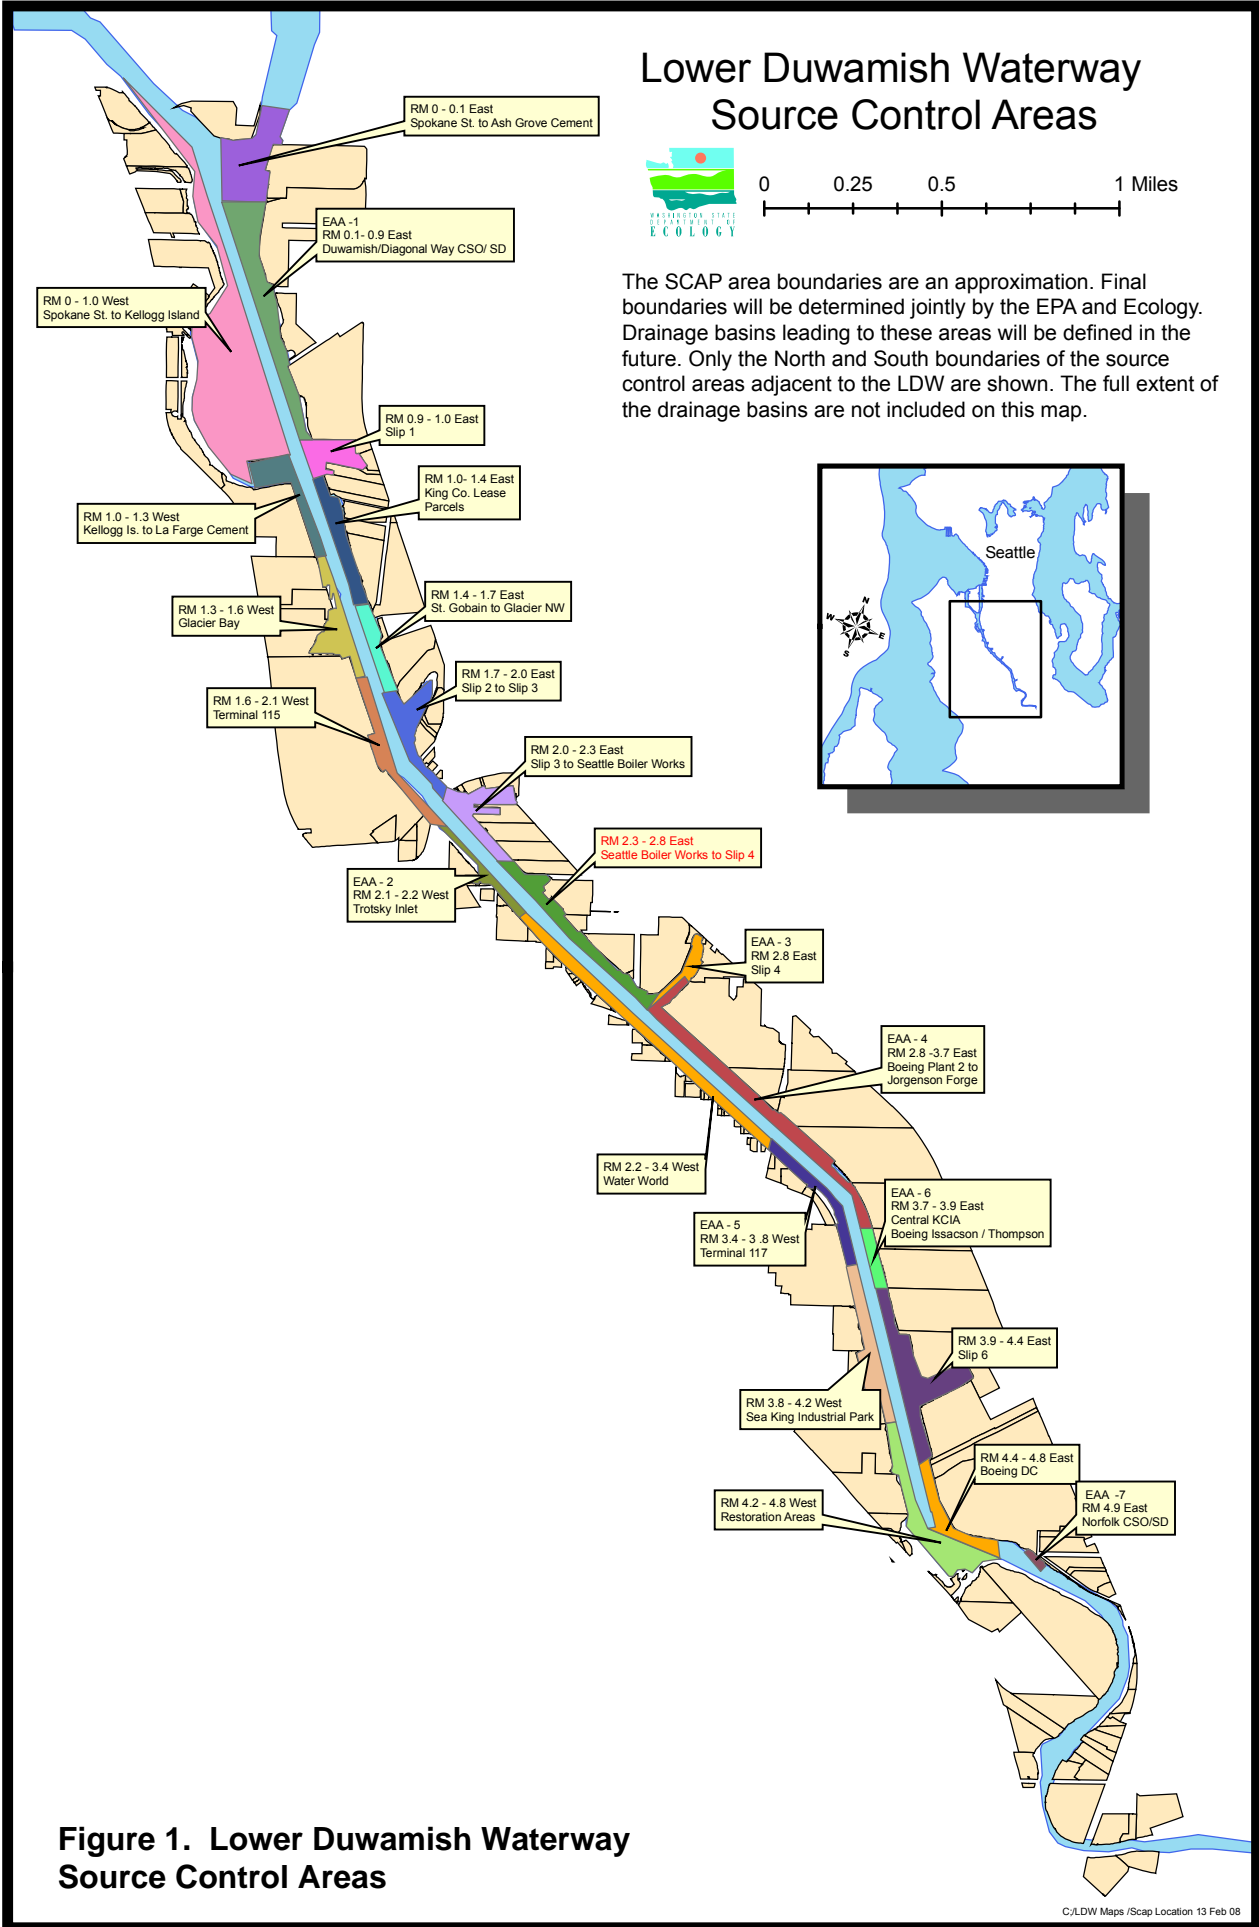 Lower Duwamish Waterway
Source Control Areas
WASHINGTON STATE
DEPARTMENT OF
ECOLOGY
0 0.25 0.5 1 Miles
The SCAP area boundaries are an approximation. Final
boundaries will be determined jointly by the EPA and Ecology.
Drainage basins leading to these areas will be defined in the
future. Only the North and South boundaries of the source
control areas adjacent to the LDW are shown. The full extent of
the drainage basins are not included on this map.
RM 0 - 0.1 East
Spokane St. to Ash Grove Cement
EAA -1
RM 0.1- 0.9 East
Duwamish/Diagonal Way CSO/ SD
RM 0 - 1.0 West
Spokane St. to Kellogg Island
RM 0.9 - 1.0 East
Slip 1
RM 1.0- 1.4 East
King Co. Lease
Parcels
RM 1.0 - 1.3 West
Kellogg Is. to La Farge Cement
Seattle
N
W
E
S
RM 1.4 - 1.7 East
St. Gobain to Glacier NW
RM 1.3 - 1.6 West
Glacier Bay
RM 1.7 - 2.0 East
Slip 2 to Slip 3
RM 1.6 - 2.1 West
Terminal 115
RM 2.0 - 2.3 East
Slip 3 to Seattle Boiler Works
RM 2.3 - 2.8 East
Seattle Boiler Works to Slip 4
EAA - 2
RM 2.1 - 2.2 West
Trotsky Inlet
EAA - 3
RM 2.8 East
Slip 4
EAA - 4
RM 2.8 -3.7 East
Boeing Plant 2 to
Jorgenson Forge
RM 2.2 - 3.4 West
Water World
EAA - 6
RM 3.7 - 3.9 East
Central KCIA
Boeing Issacson / Thompson
EAA - 5
RM 3.4 - 3 .8 West
Terminal 117
RM 3.9 - 4.4 East
Slip 6
RM 3.8 - 4.2 West
Sea King Industrial Park
RM 4.4 - 4.8 East
Boeing DC
EAA -7
RM 4.9 East
Norfolk CSO/SD
RM 4.2 - 4.8 West
Restoration Areas
Figure 1. Lower Duwamish Waterway
Source Control Areas
C:/LDW Maps /Scap Location 13 Feb 08